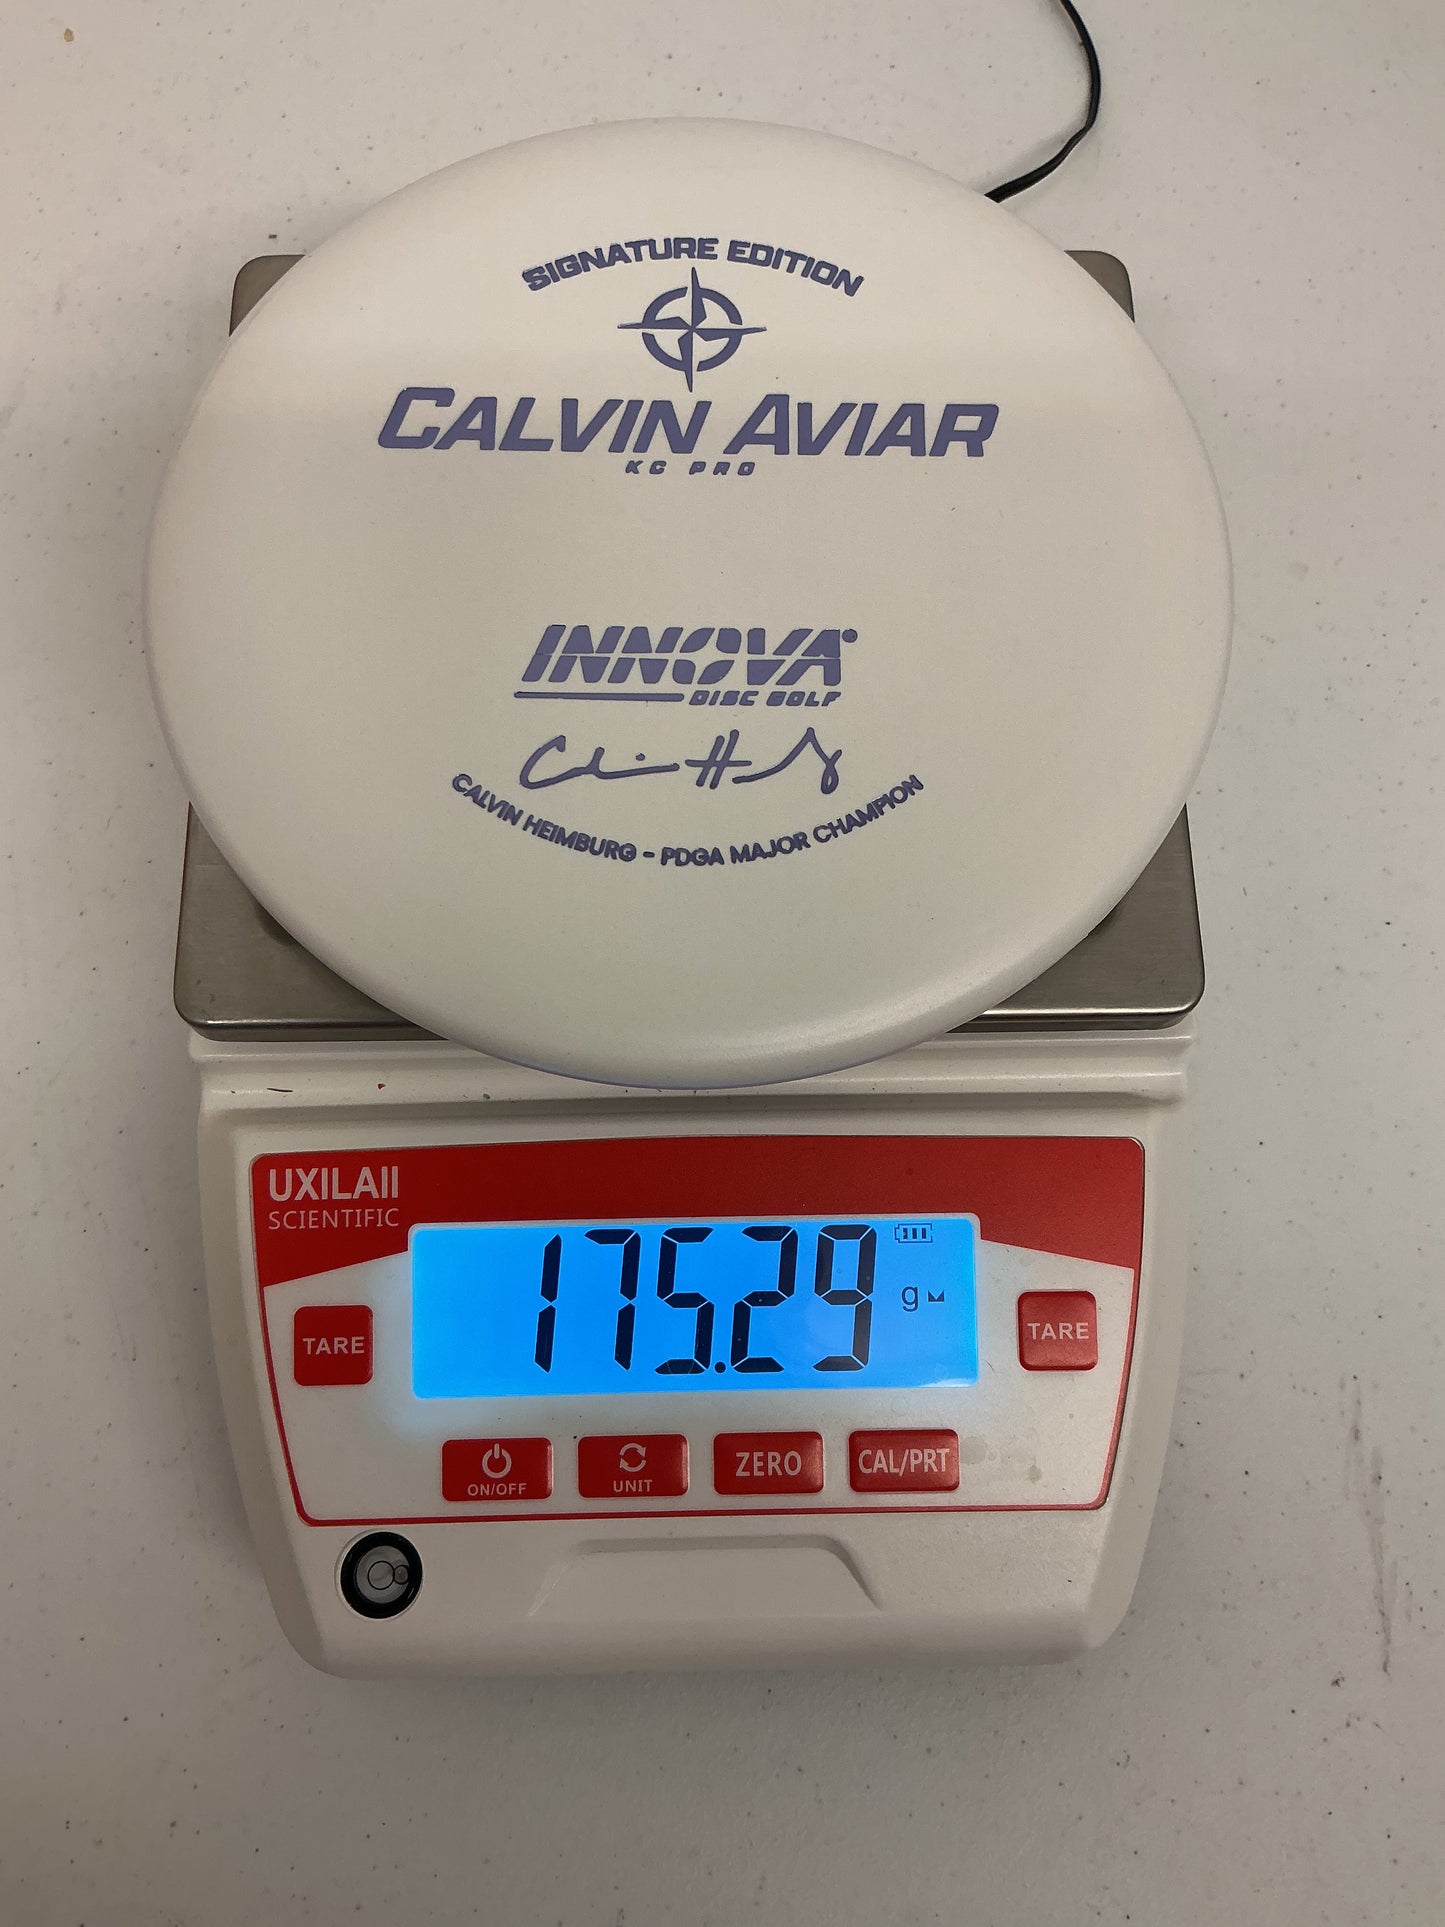 SIGNATURE EDITION
CALVIN AVIAR
KC PRO
INNOVA
DISC GOLF
CALVIN HEIMBURG - PDGA MAJOR CHAMPION
UXILAII
SCIENTIFIC
175.29 g
TARE
TARE
ON/OFF
UNIT
ZERO
CAL/PRT